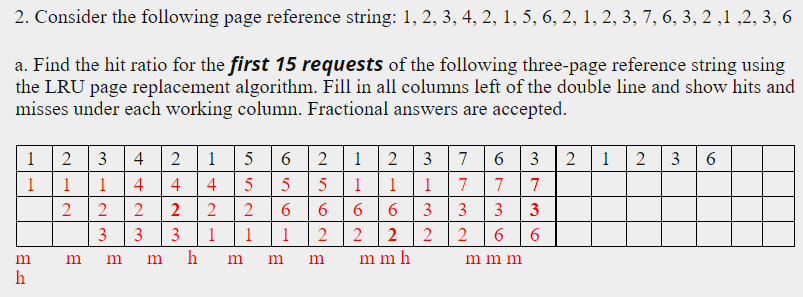 2. Consider the following page reference string: 1, 2, 3, 4, 2, 1, 5, 6, 2, 1, 2, 3, 7, 6, 3, 2 ,1 ,2, 3, 6
a. Find the hit ratio for the first 15 requests of the following three-page reference string using
the LRU page replacement algorithm. Fill in all columns left of the double line and show hits and
misses under each working column. Fractional answers are accepted.
1 2 3 4 2 1 5 6 2 1 2 3 7 6 3 2 1 2 3 6
1 1 1 4 4 4 5 5 5 1 1 1 7 7 7
2 2 2 2 2 2 6 6 6 6 3 3 3 3
3 3 3 1 1 1 2 2 2 2 2 6 6
m m m m h m m m m m h m m m
h